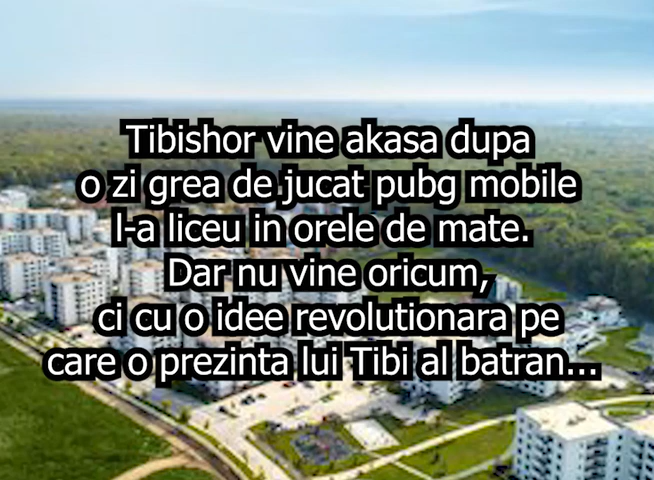 Tibishor vine akasa dupa
o zi grea de jucat pubg mobile
l-a liceu in orele de mate.
Dar nu vine oricum,
ci cu o idee revolutionara pe
care o prezinta lui Tibi al batran...